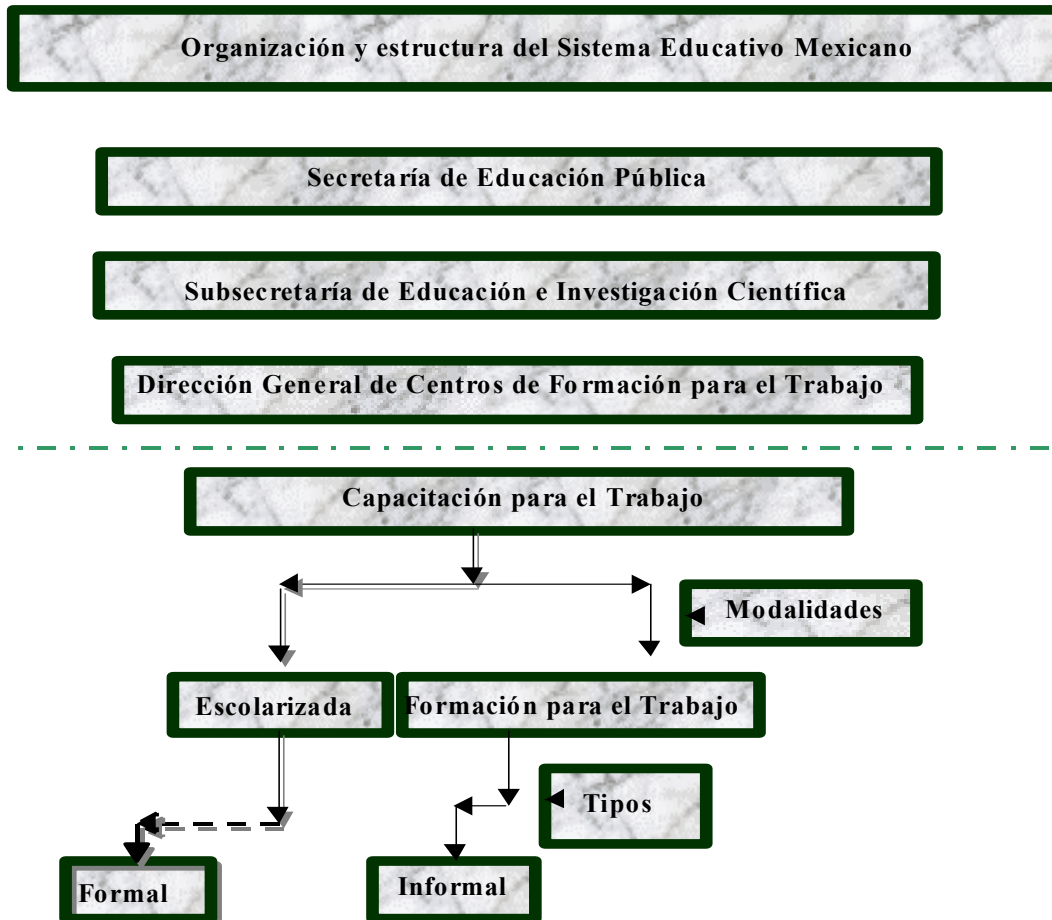 Organización y estructura del Sistema Educativo Mexicano
Secretaría de Educación Pública
Subsecretaría de Educación e Investigación Científica
Dirección General de Centros de Formación para el Trabajo
Capacitación para el Trabajo
Modalidades
Escolarizada
Formación para el Trabajo
Tipos
Formal
Informal